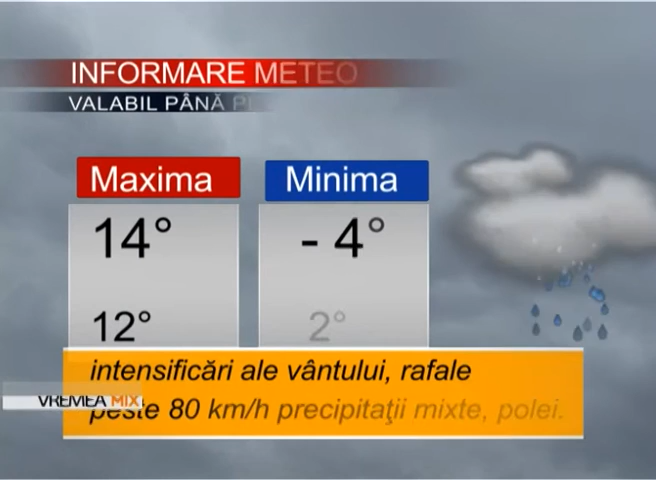 INFORMARE METEO
VALABIL PÂNĂ
Maxima Minima
14° - 4°
12° 2°
intensificări ale vântului, rafale
peste 80 km/h precipitaţii mixte, polei.
VREMEA MIX